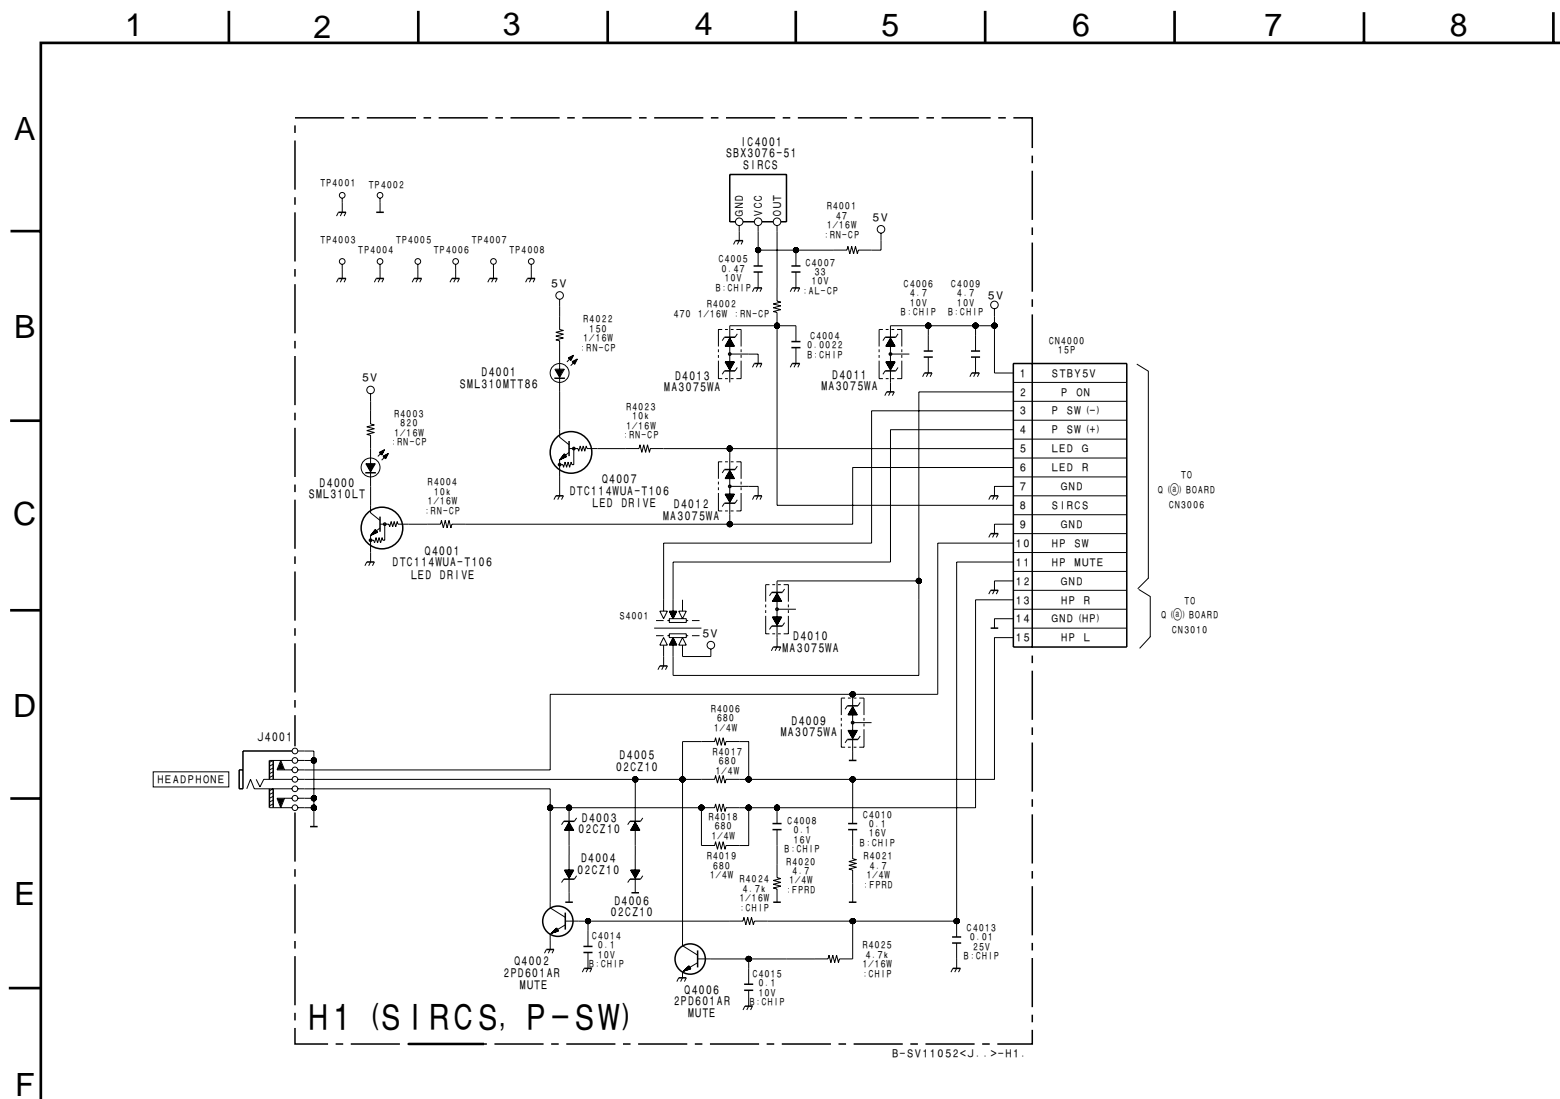 1 2 3 4 5 6 7 8
A
B
C
D
E
F
IC4001
SBX3076-51
SIRCS
GND
VCC
OUT
TP4001
TP4002
TP4003
TP4004
TP4005
TP4006
TP4007
TP4008
R4001
47
1/16W
:RN-CP
5V
C4005
0.47
10V
B:CHIP
C4007
33
10V
:AL-CP
R4002
470 1/16W :RN-CP
C4006
4.7
10V
B:CHIP
C4009
4.7
10V
B:CHIP
5V
5V
R4022
150
1/16W
:RN-CP
D4001
SML310MTT86
D4013
MA3075WA
C4004
0.0022
B:CHIP
D4011
MA3075WA
CN4000
15P
1 STBY5V
2 P ON
3 P SW(-)
4 P SW(+)
5 LED G
6 LED R
7 GND
8 SIRCS
9 GND
10 HP SW
11 HP MUTE
12 GND
13 HP R
14 GND(HP)
15 HP L
TO
Q (a) BOARD
CN3006
TO
Q (a) BOARD
CN3010
5V
R4003
820
1/16W
:RN-CP
D4000
SML310LT
R4023
10k
1/16W
:RN-CP
Q4007
DTC114WUA-T106
LED DRIVE
R4004
10k
1/16W
:RN-CP
D4012
MA3075WA
Q4001
DTC114WUA-T106
LED DRIVE
S4001
5V
D4010
MA3075WA
D4009
MA3075WA
J4001
HEADPHONE
R4006
680
1/4W
R4017
680
1/4W
D4005
02CZ10
D4003
02CZ10
D4004
02CZ10
D4006
02CZ10
R4018
680
1/4W
R4019
680
1/4W
C4008
0.1
16V
B:CHIP
C4010
0.1
16V
B:CHIP
R4020
4.7
1/4W
:FPRD
R4021
4.7
1/4W
:FPRD
R4024
4.7k
1/16W
:CHIP
C4014
0.1
10V
B:CHIP
Q4002
2PD601AR
MUTE
Q4006
2PD601AR
MUTE
C4015
0.1
10V
B:CHIP
R4025
4.7k
1/16W
:CHIP
C4013
0.01
25V
B:CHIP
H1 (SIRCS, P-SW)
B-SV11052<J..>-H1.